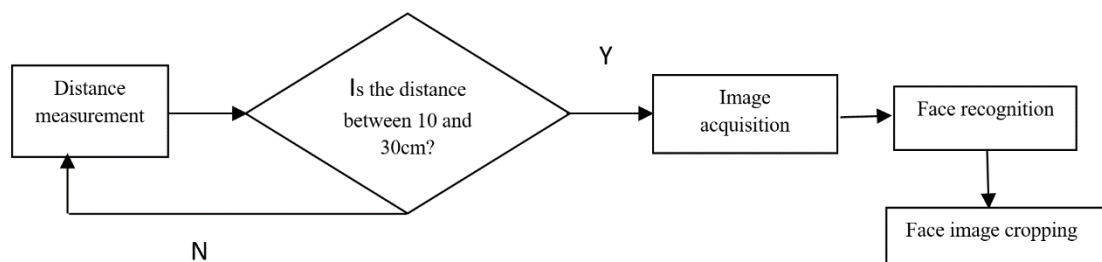 Distance
measurement
Is the distance
between 10 and
30cm?
Y
N
Image
acquisition
Face recognition
Face image cropping